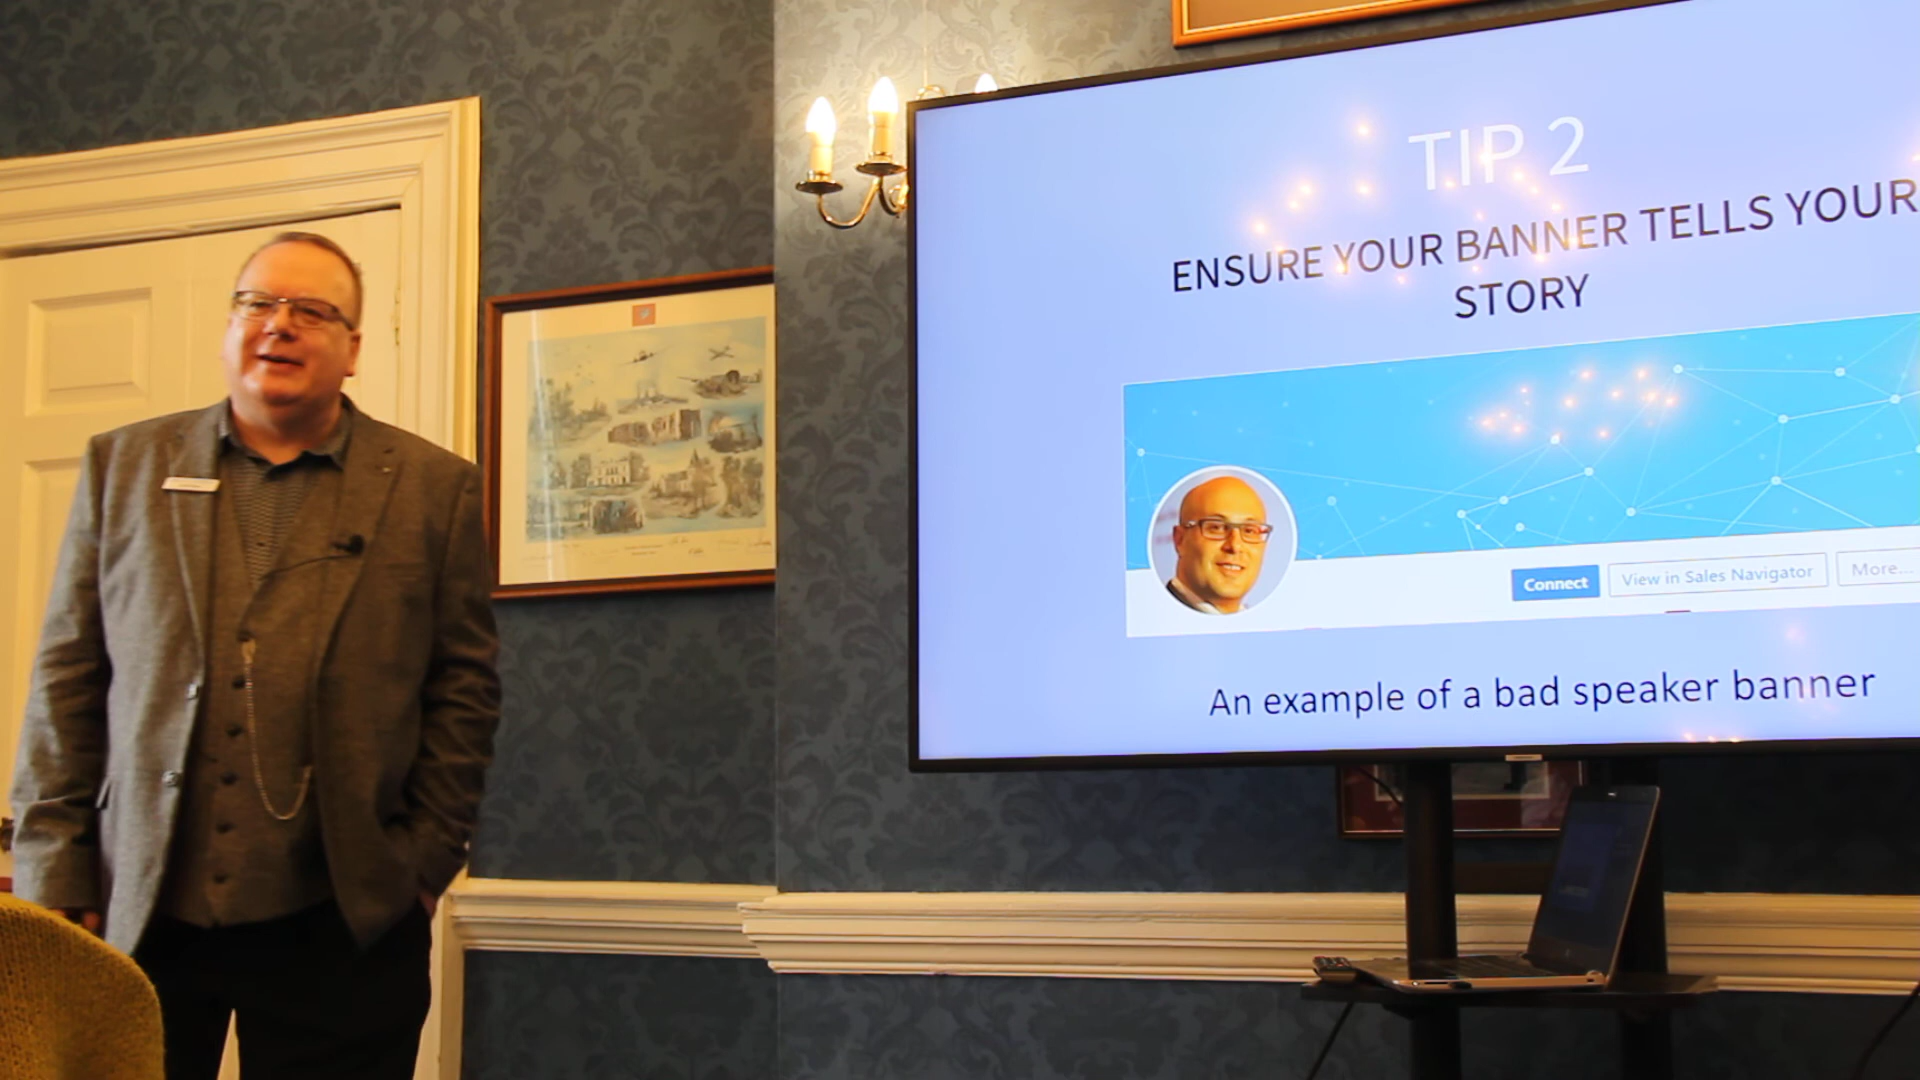 TIP 2
ENSURE YOUR BANNER TELLS YOUR
STORY
Connect
View in Sales Navigator
More...
An example of a bad speaker banner